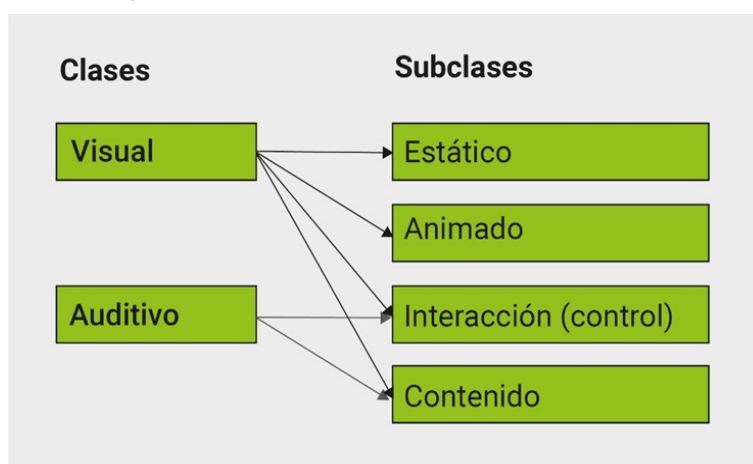 Clases
Subclases
Visual
Estático
Animado
Auditivo
Interacción (control)
Contenido